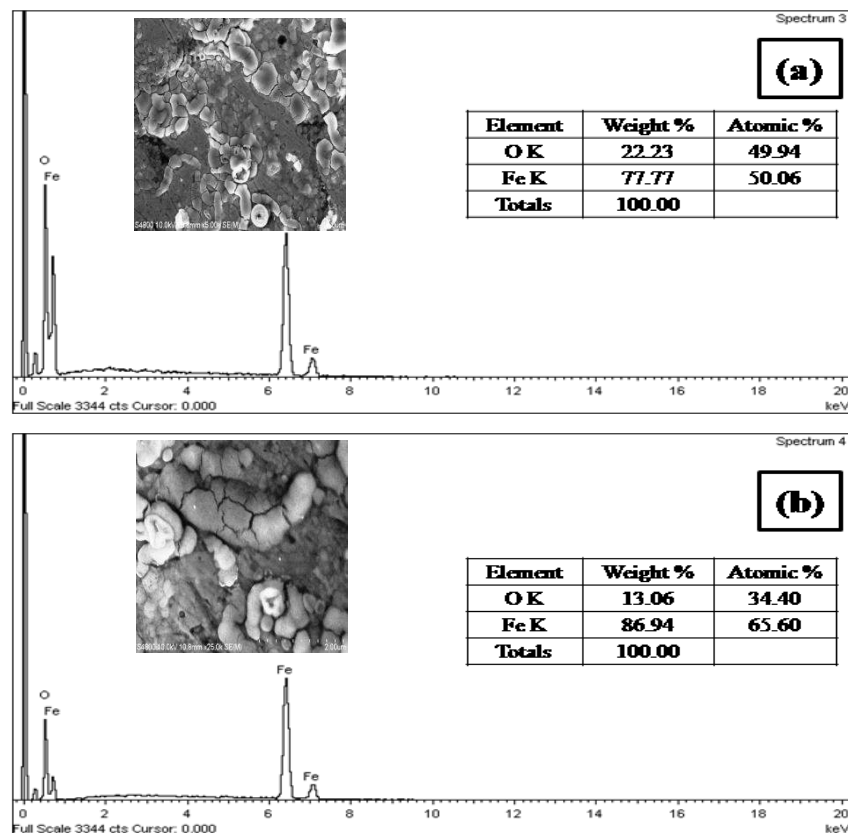 Spectrum 3
(a)
Element Weight % Atomic %
O K 22.23 49.94
Fe K 77.77 50.06
Totals 100.00
O
Fe
Fe
0 2 4 6 8 10 12 14 16 18 20
Full Scale 3344 cts Cursor: 0.000 keV
Spectrum 4
(b)
Element Weight % Atomic %
O K 13.06 34.40
Fe K 86.94 65.60
Totals 100.00
2.00um
O
Fe
Fe
Fe
0 2 4 6 8 10 12 14 16 18 20
Full Scale 3344 cts Cursor: 0.000 keV